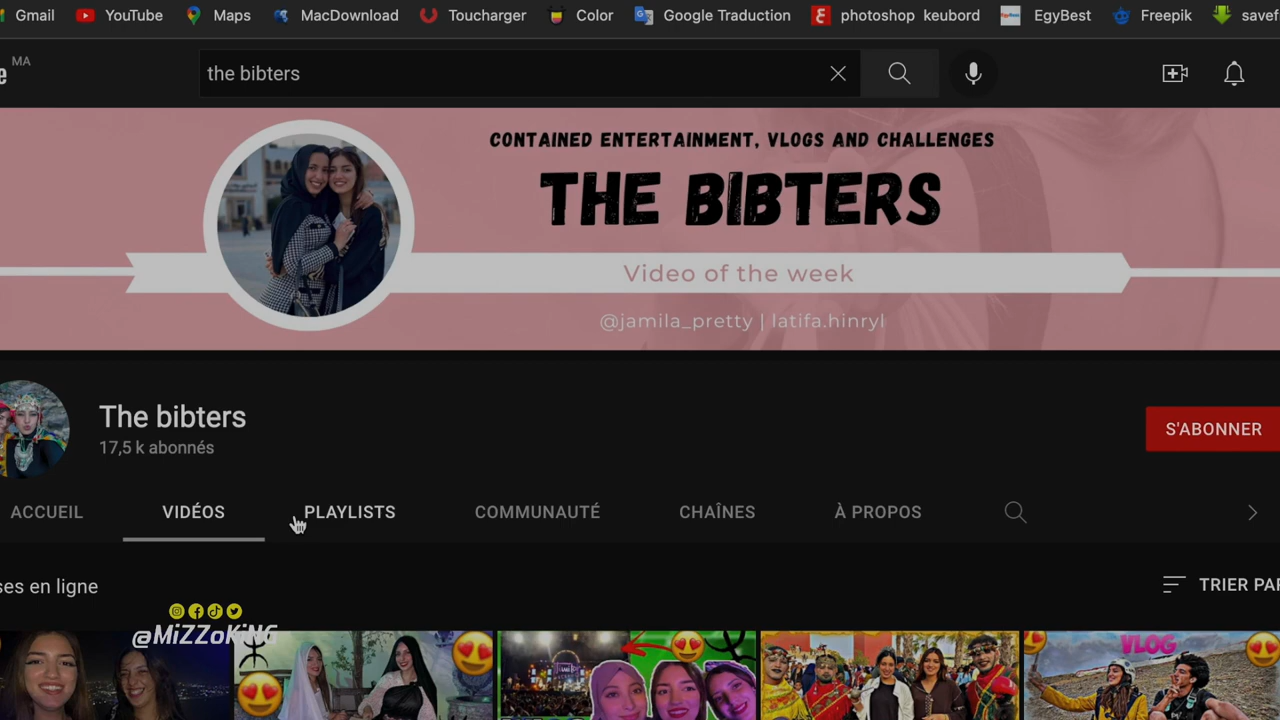 Gmail YouTube Maps MacDownload Toucharger Color Google Traduction photoshop keubord EgyBest Freepik savef
e MA
the bibters
CONTAINED ENTERTAINMENT, VLOGS AND CHALLENGES
THE BIBTERS
Video of the week
@jamila_pretty | latifa.hinryl
The bibters
17,5 k abonnés
S'ABONNER
ACCUEIL VIDÉOS PLAYLISTS COMMUNAUTÉ CHAÎNES À PROPOS
ses en ligne
TRIER PAR
@MiZZoKiNG
VLOG